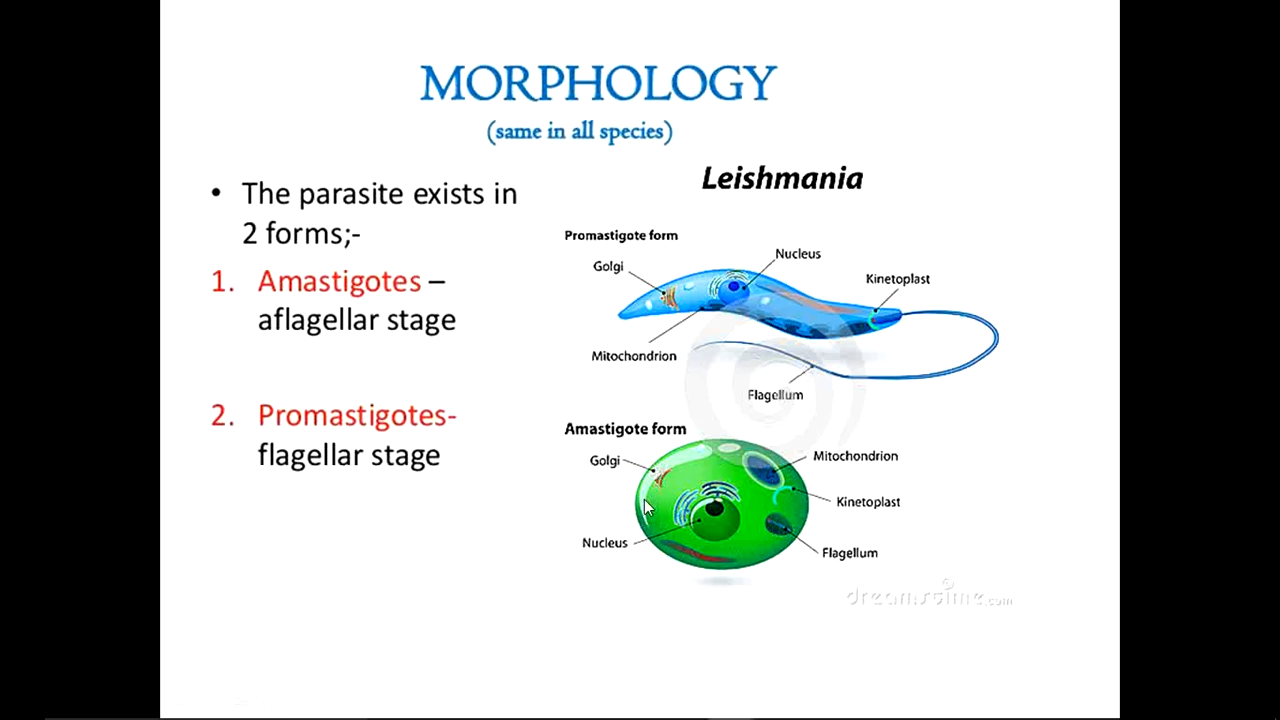 MORPHOLOGY
(same in all species)
• The parasite exists in
2 forms;-
1. Amastigotes –
aflagellar stage
2. Promastigotes-
flagellar stage
Leishmania
Promastigote form
Golgi
Nucleus
Kinetoplast
Mitochondrion
Flagellum
Amastigote form
Golgi
Mitochondrion
Kinetoplast
Nucleus
Flagellum
dreamstime.com